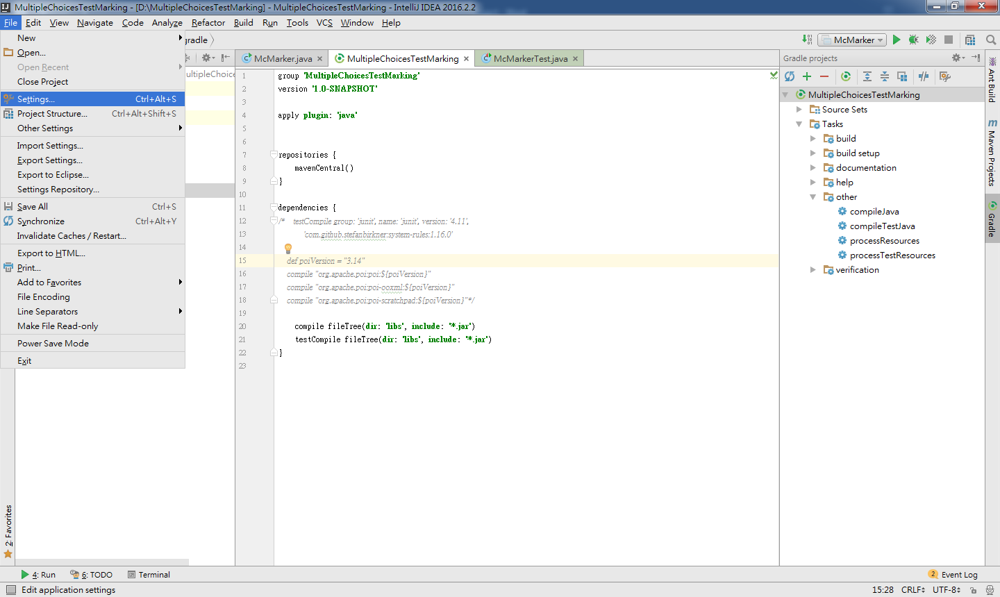 MultipleChoicesTestMarking - [D:\MultipleChoicesTestMarking] - MultipleChoicesTestMarking - IntelliJ IDEA 2016.2.2
File Edit View Navigate Code Analyze Refactor Build Run Tools VCS Window Help
gradle
McMarker
New
Open...
Open Recent
Close Project
Settings... Ctrl+Alt+S
Project Structure... Ctrl+Alt+Shift+S
Other Settings
Import Settings...
Export Settings...
Export to Eclipse...
Settings Repository...
Save All Ctrl+S
Synchronize Ctrl+Alt+Y
Invalidate Caches / Restart...
Export to HTML...
Print...
Add to Favorites
File Encoding
Line Separators
Make File Read-only
Power Save Mode
Exit
ultipleChoice
McMarker.java
MultipleChoicesTestMarking
McMarkerTest.java
1 group 'MultipleChoicesTestMarking'
2 version '1.0-SNAPSHOT'
3
4 apply plugin: 'java'
5
6
7 repositories {
8 mavenCentral()
9 }
10
11 dependencies {
12 /* testCompile group: 'junit', name: 'junit', version: '4.11',
13 'com.github.stefanbirkner:system-rules:1.16.0'
14
15 def poiVersion = "3.14"
16 compile "org.apache.poi:poi:${poiVersion}"
17 compile "org.apache.poi:poi-ooxml:${poiVersion}"
18 compile "org.apache.poi:poi-scratchpad:${poiVersion}"*/
19
20 compile fileTree(dir: 'libs', include: '*.jar')
21 testCompile fileTree(dir: 'libs', include: '*.jar')
22 }
23
Gradle projects
MultipleChoicesTestMarking
Source Sets
Tasks
build
build setup
documentation
help
other
compileJava
compileTestJava
processResources
processTestResources
verification
Ant Build
m Maven Projects
Gradle
2: Favorites
4: Run 6: TODO Terminal
2 Event Log
Edit application settings
15:28 CRLF UTF-8